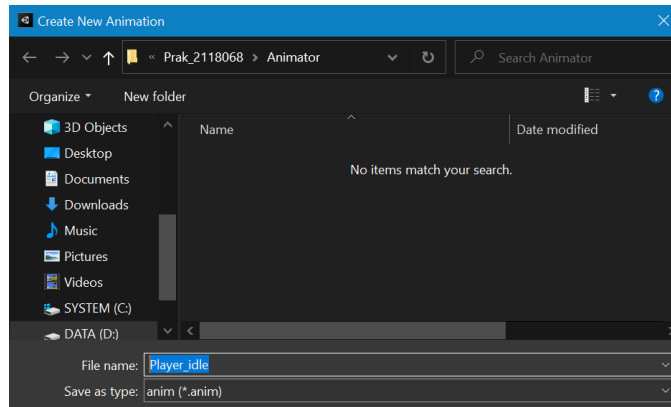 Create New Animation
« Prak_2118068 > Animator
Search Animator
Organize
New folder
Name
Date modified
3D Objects
Desktop
Documents
Downloads
Music
Pictures
Videos
SYSTEM (C:)
DATA (D:)
No items match your search.
File name: Player_idle
Save as type: anim (*.anim)